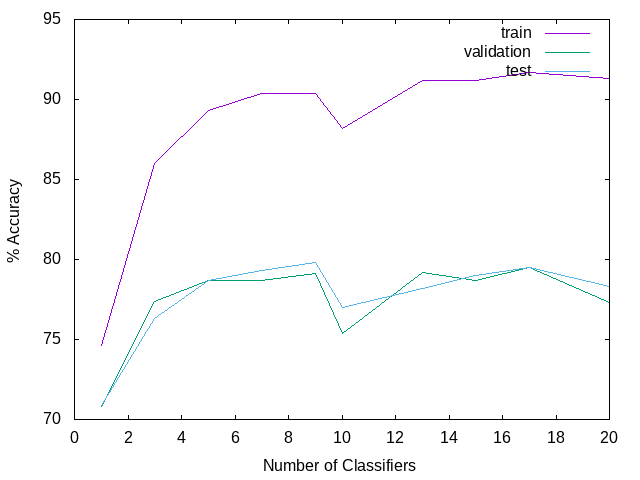 95
90
85
80
75
70
% Accuracy
train
validation
test
0 2 4 6 8 10 12 14 16 18 20
Number of Classifiers